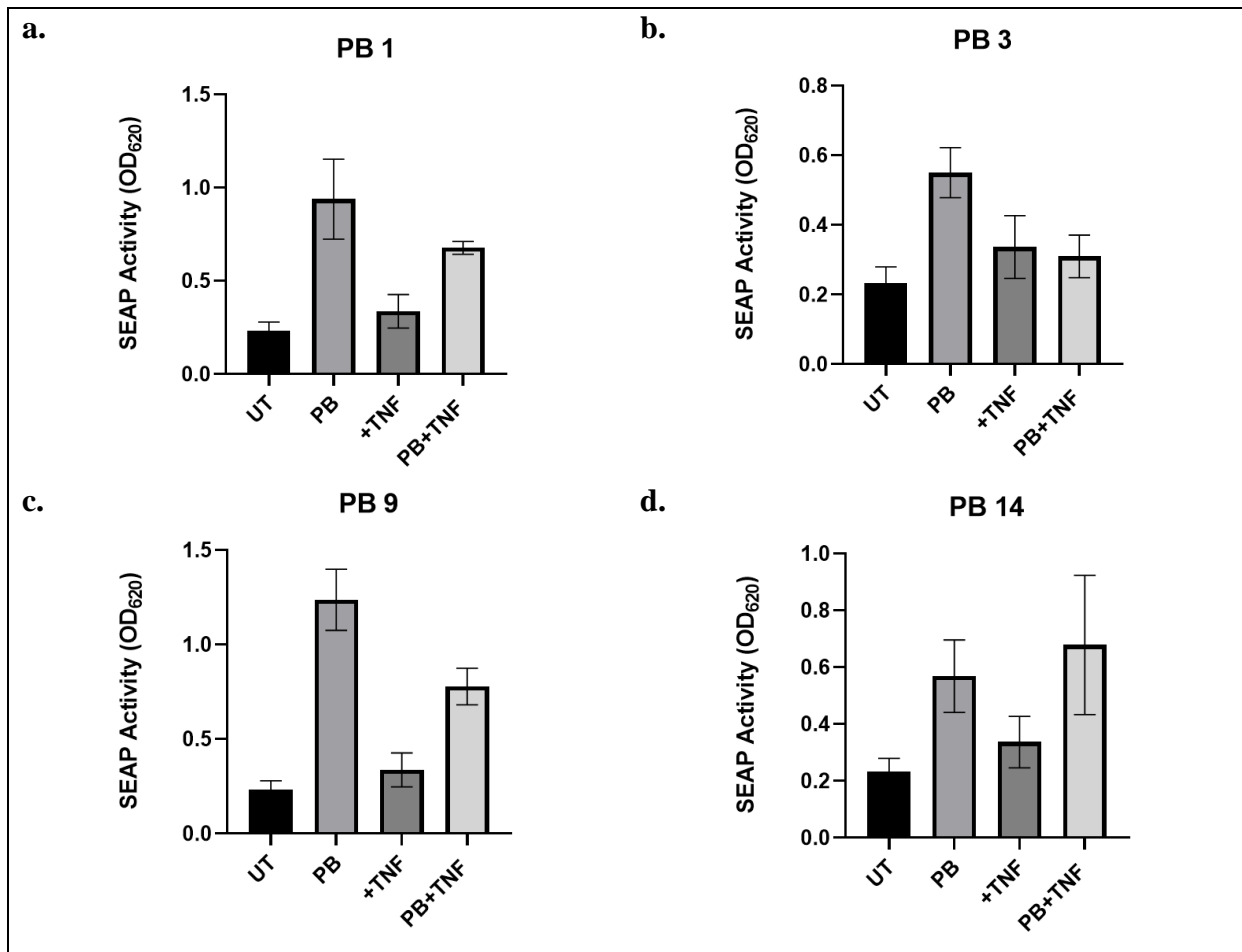 a.
PB 1
SEAP Activity (OD620)
1.5
1.0
0.5
0.0
UT
PB
+TNF
PB+TNF
b.
PB 3
SEAP Activity (OD620)
0.8
0.6
0.4
0.2
0.0
UT
PB
+TNF
PB+TNF
c.
PB 9
SEAP Activity (OD620)
1.5
1.0
0.5
0.0
UT
PB
+TNF
PB+TNF
d.
PB 14
SEAP Activity (OD620)
1.0
0.8
0.6
0.4
0.2
0.0
UT
PB
+TNF
PB+TNF